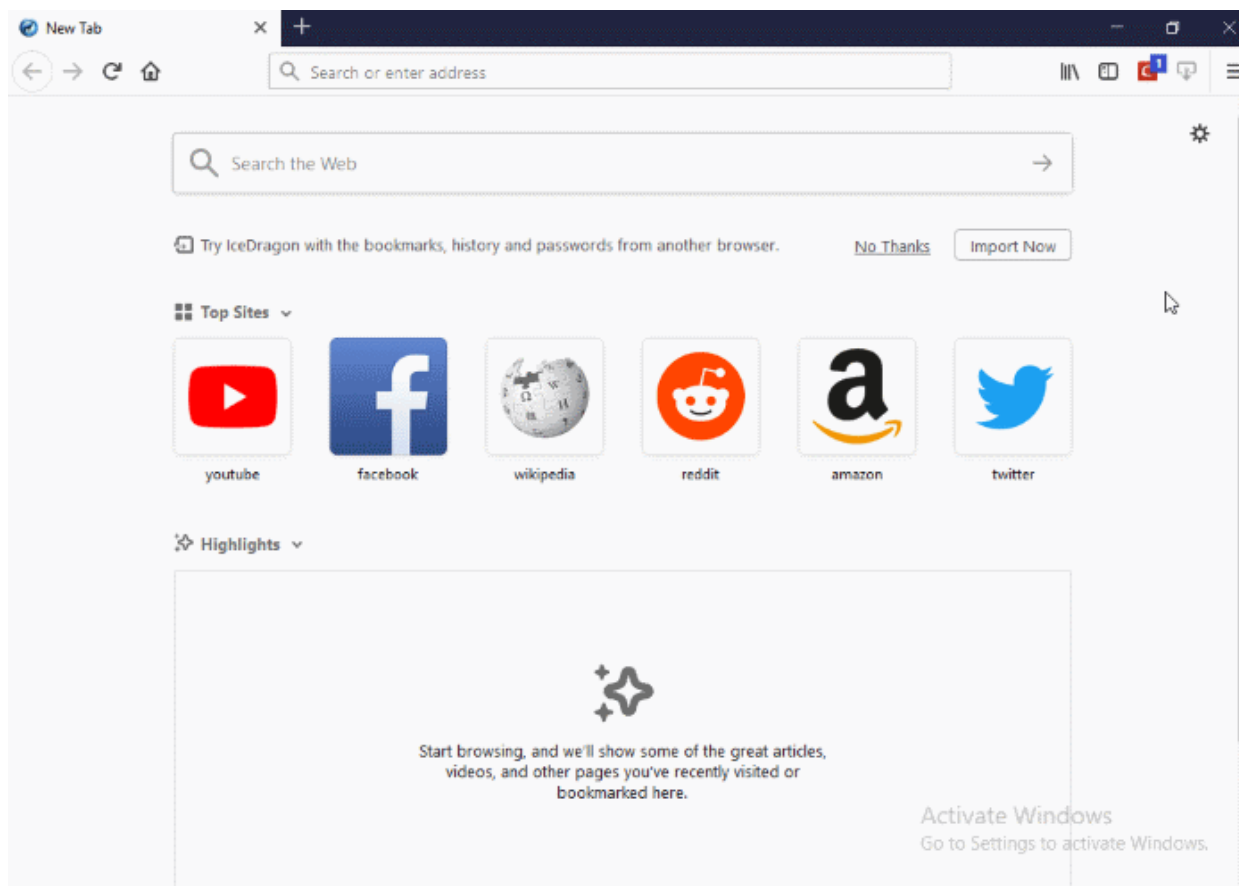 New Tab
Search or enter address
1
Search the Web
Try IceDragon with the bookmarks, history and passwords from another browser. No Thanks Import Now
Top Sites
youtube facebook wikipedia reddit amazon twitter
Highlights
Start browsing, and we'll show some of the great articles,
videos, and other pages you've recently visited or
bookmarked here.
Activate Windows
Go to Settings to activate Windows.